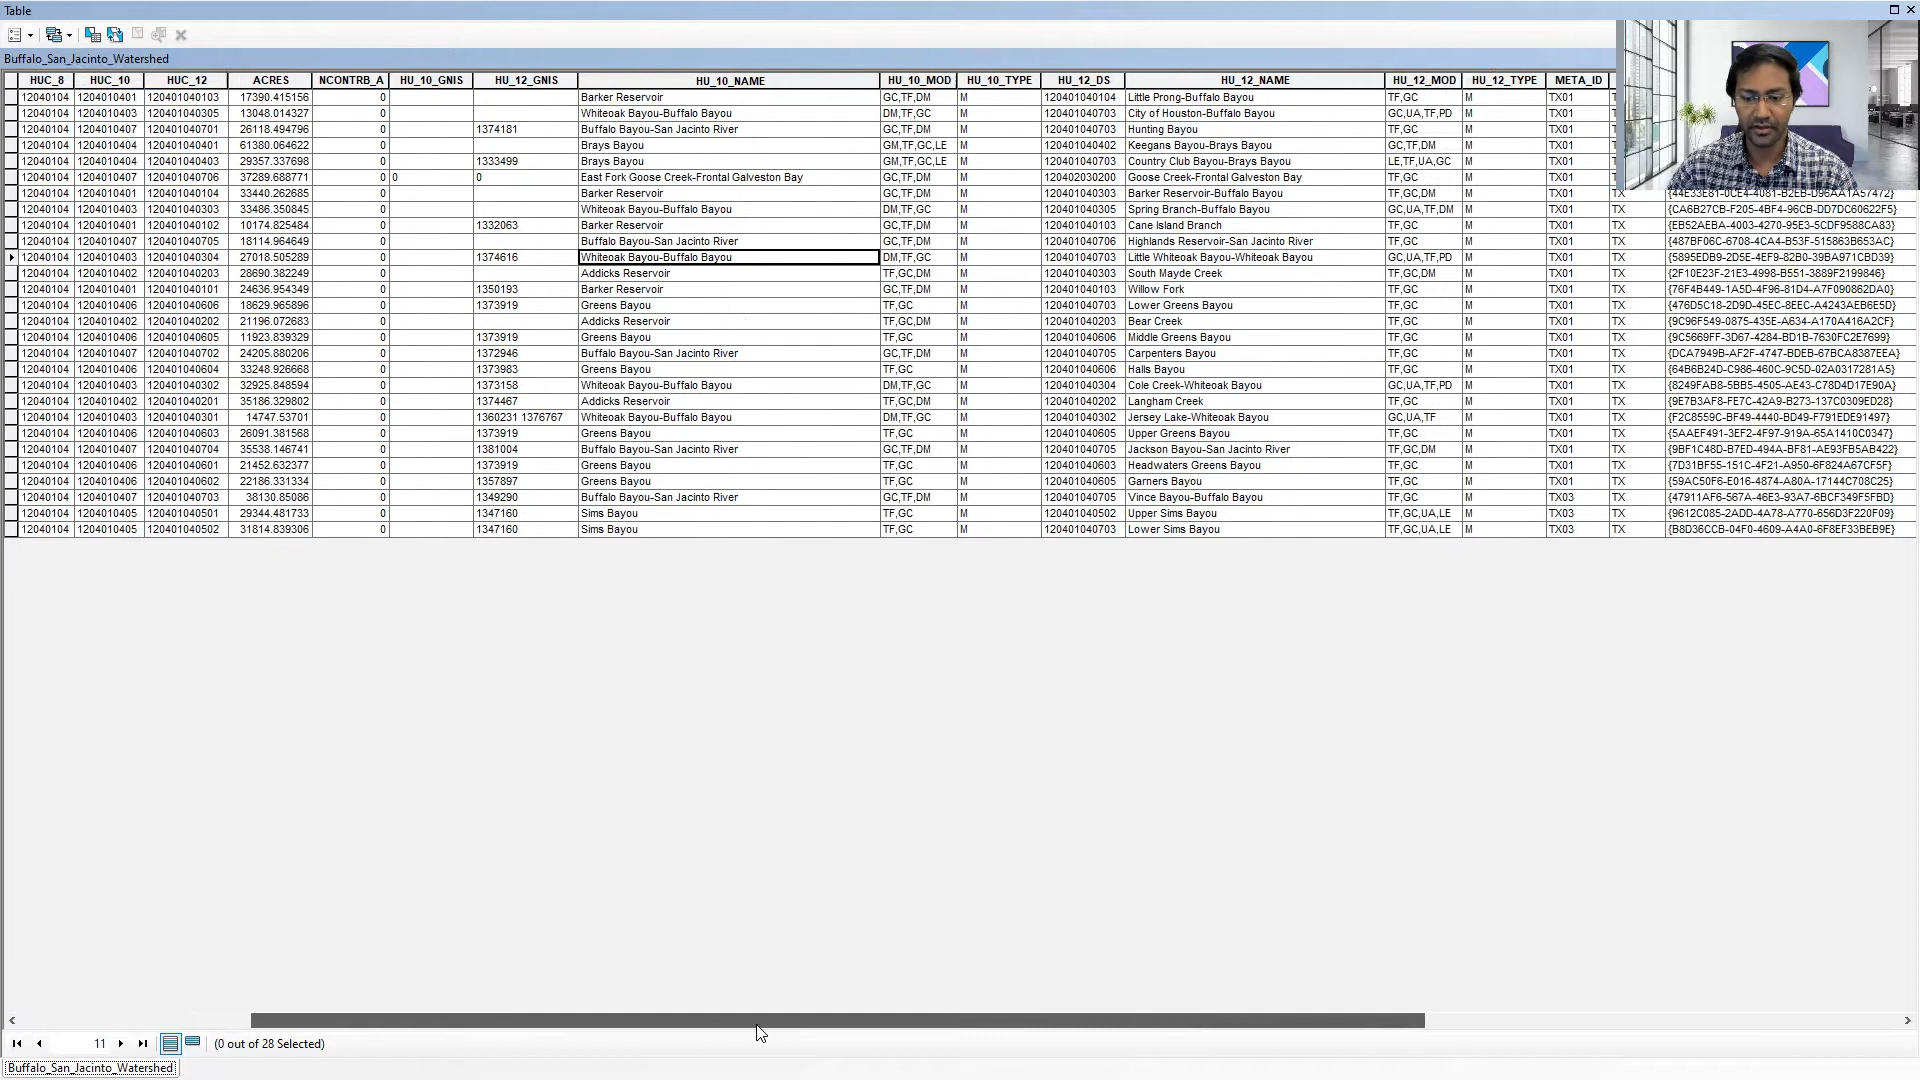 Table
Buffalo_San_Jacinto_Watershed
HUC_8 HUC_10 HUC_12 ACRES NCONTRB_A HU_10_GNIS HU_12_GNIS HU_10_NAME HU_10_MOD HU_10_TYPE HU_12_DS HU_12_NAME HU_12_MOD HU_12_TYPE META_ID
12040104 1204010401 120401040103 17390.415156 0 Barker Reservoir GC,TF,DM M 120401040104 Little Prong-Buffalo Bayou TF,GC M TX01
12040104 1204010403 120401040305 13048.014327 0 Whiteoak Bayou-Buffalo Bayou DM,TF,GC M 120401040703 City of Houston-Buffalo Bayou GC,UA,TF,PD M TX01
12040104 1204010407 120401040701 26118.494796 0 1374181 Buffalo Bayou-San Jacinto River GC,TF,DM M 120401040703 Hunting Bayou TF,GC M TX01
12040104 1204010404 120401040401 61380.064622 0 Brays Bayou GM,TF,GC,LE M 120401040402 Keegans Bayou-Brays Bayou GC,TF,DM M TX01
12040104 1204010404 120401040403 29357.337698 0 1333499 Brays Bayou GM,TF,GC,LE M 120401040703 Country Club Bayou-Brays Bayou LE,TF,UA,GC M TX01
12040104 1204010407 120401040706 37289.688771 0 0 0 East Fork Goose Creek-Frontal Galveston Bay GC,TF,DM M 120402030200 Goose Creek-Frontal Galveston Bay TF,GC M TX01
12040104 1204010401 120401040104 33440.262685 0 Barker Reservoir GC,TF,DM M 120401040303 Barker Reservoir-Buffalo Bayou TF,GC,DM M TX01 {44E33E81-0CE4-4081-B2EB-D96AA1A57472}
12040104 1204010403 120401040303 33486.350845 0 Whiteoak Bayou-Buffalo Bayou DM,TF,GC M 120401040305 Spring Branch-Buffalo Bayou GC,UA,TF,DM M TX01 TX {CA6B27CB-F205-4BF4-96CB-DD7DC60622F5}
12040104 1204010401 120401040102 10174.825484 0 1332063 Barker Reservoir GC,TF,DM M 120401040103 Cane Island Branch TF,GC M TX01 TX {EB52AEBA-4003-4270-95E3-5CDF9588CA83}
12040104 1204010407 120401040705 18114.964649 0 Buffalo Bayou-San Jacinto River GC,TF,DM M 120401040706 Highlands Reservoir-San Jacinto River TF,GC M TX01 TX {487BF06C-6708-4CA4-B53F-515863B653AC}
12040104 1204010403 120401040304 27018.505289 0 1374616 Whiteoak Bayou-Buffalo Bayou DM,TF,GC M 120401040703 Little Whiteoak Bayou-Whiteoak Bayou GC,UA,TF,PD M TX01 TX {5895EDB9-2D5E-4EF9-82B0-39BA971CBD39}
12040104 1204010402 120401040203 28690.382249 0 Addicks Reservoir TF,GC,DM M 120401040303 South Mayde Creek TF,GC,DM M TX01 TX {2F10E23F-21E3-4998-B551-3889F2199846}
12040104 1204010401 120401040101 24636.954349 0 1350193 Barker Reservoir GC,TF,DM M 120401040103 Willow Fork TF,GC M TX01 TX {76F4B449-1A5D-4F96-81D4-A7F090862DA0}
12040104 1204010406 120401040606 18629.965896 0 1373919 Greens Bayou TF,GC M 120401040703 Lower Greens Bayou TF,GC M TX01 TX {476D5C18-2D9D-45EC-8EEC-A4243AEB6E5D}
12040104 1204010402 120401040202 21196.072683 0 Addicks Reservoir TF,GC,DM M 120401040203 Bear Creek TF,GC M TX01 TX {9C96F549-0875-435E-A634-A170A416A2CF}
12040104 1204010406 120401040605 11923.839329 0 1373919 Greens Bayou TF,GC M 120401040606 Middle Greens Bayou TF,GC M TX01 TX {9C5669FF-3D67-4284-BD1B-7630FC2E7699}
12040104 1204010407 120401040702 24205.880206 0 1372946 Buffalo Bayou-San Jacinto River GC,TF,DM M 120401040705 Carpenters Bayou TF,GC M TX01 TX {DCA7949B-AF2F-4747-BDEB-67BCA8387EEA}
12040104 1204010406 120401040604 33248.926668 0 1373983 Greens Bayou TF,GC M 120401040606 Halls Bayou TF,GC M TX01 TX {64B6B24D-C986-460C-9C5D-02A0317281A5}
12040104 1204010403 120401040302 32925.848594 0 1373158 Whiteoak Bayou-Buffalo Bayou DM,TF,GC M 120401040304 Cole Creek-Whiteoak Bayou GC,UA,TF,PD M TX01 TX {8249FAB8-5BB5-4505-AE43-C78D4D17E90A}
12040104 1204010402 120401040201 35186.329802 0 1374467 Addicks Reservoir TF,GC,DM M 120401040202 Langham Creek TF,GC M TX01 TX {9E7B3AF8-FE7C-42A9-B273-137C0309ED28}
12040104 1204010403 120401040301 14747.53701 0 1360231 1376767 Whiteoak Bayou-Buffalo Bayou DM,TF,GC M 120401040302 Jersey Lake-Whiteoak Bayou GC,UA,TF M TX01 TX {F2C8559C-BF49-4440-BD49-F791EDE91497}
12040104 1204010406 120401040603 26091.381568 0 1373919 Greens Bayou TF,GC M 120401040605 Upper Greens Bayou TF,GC M TX01 TX {5AAEF491-3EF2-4F97-919A-65A1410C0347}
12040104 1204010407 120401040704 35538.146741 0 1381004 Buffalo Bayou-San Jacinto River GC,TF,DM M 120401040705 Jackson Bayou-San Jacinto River TF,GC,DM M TX01 TX {9BF1C48D-B7ED-494A-BF81-AE93FB5AB422}
12040104 1204010406 120401040601 21452.632377 0 1373919 Greens Bayou TF,GC M 120401040603 Headwaters Greens Bayou TF,GC M TX01 TX {7D31BF55-151C-4F21-A950-6F824A67CF5F}
12040104 1204010406 120401040602 22186.331334 0 1357897 Greens Bayou TF,GC M 120401040605 Garners Bayou TF,GC M TX01 TX {59AC50F6-E016-4874-A80A-17144C708C25}
12040104 1204010407 120401040703 38130.85086 0 1349290 Buffalo Bayou-San Jacinto River GC,TF,DM M 120401040705 Vince Bayou-Buffalo Bayou TF,GC M TX03 TX {47911AF6-567A-46E3-93A7-6BCF349F5FBD}
12040104 1204010405 120401040501 29344.481733 0 1347160 Sims Bayou TF,GC M 120401040502 Upper Sims Bayou TF,GC,UA,LE M TX03 TX {9612C085-2ADD-4A78-A770-656D3F220F09}
12040104 1204010405 120401040502 31814.839306 0 1347160 Sims Bayou TF,GC M 120401040703 Lower Sims Bayou TF,GC,UA,LE M TX03 TX {B8D36CCB-04F0-4609-A4A0-6F8EF33BEB9E}
11 (0 out of 28 Selected)
Buffalo_San_Jacinto_Watershed